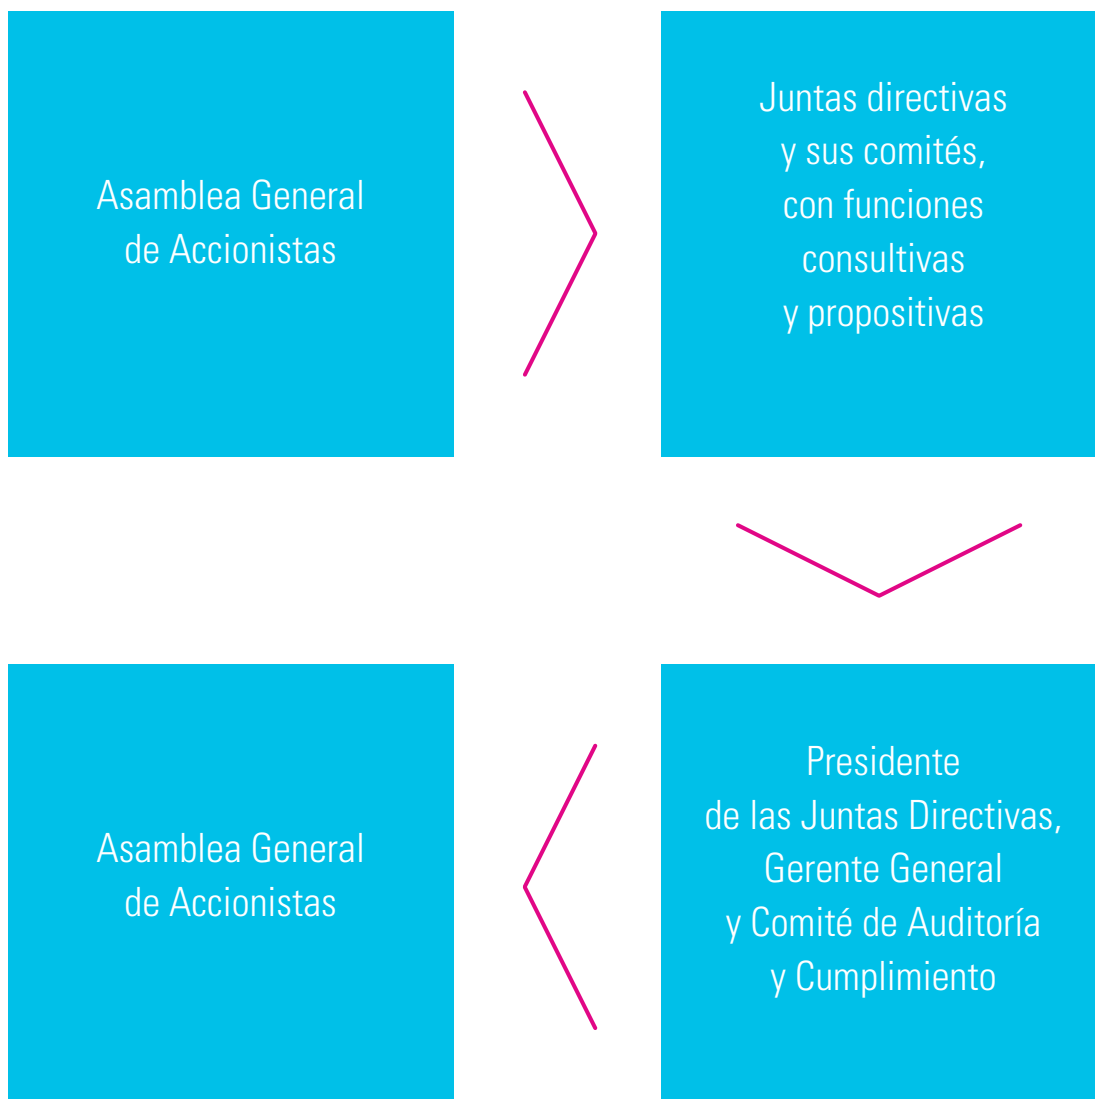 Asamblea General
de Accionistas
Juntas directivas
y sus comités,
con funciones
consultivas
y propositivas
Presidente
de las Juntas Directivas,
Gerente General
y Comité de Auditoría
y Cumplimiento
Asamblea General
de Accionistas